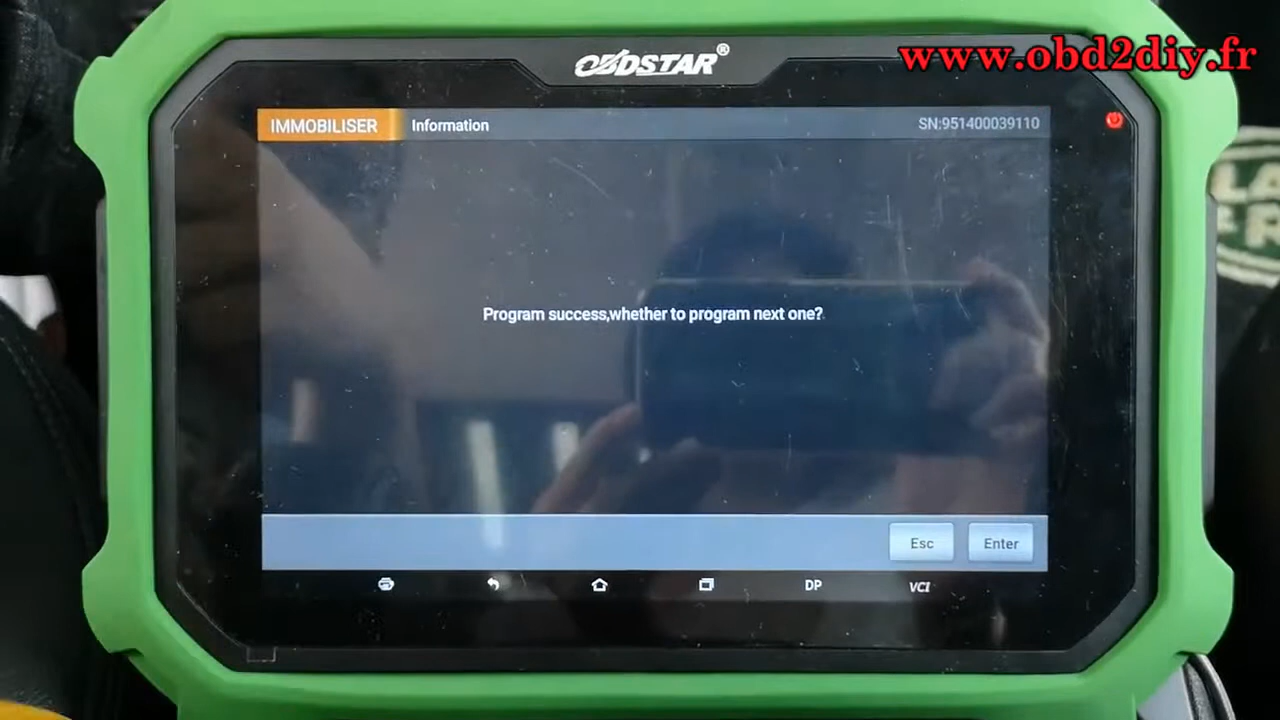 www.obd2diy.fr
OBDSTAR®
IMMOBILISER Information SN:951400039110
Program success,whether to program next one?
Esc Enter
DP VCI
LA
& R